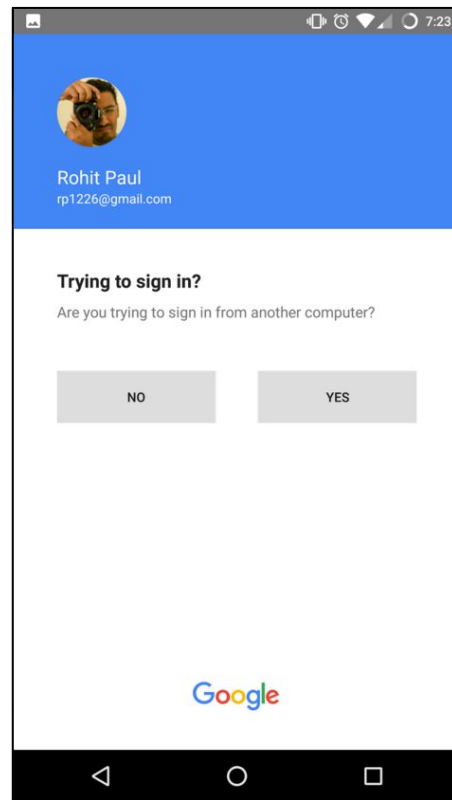 7:23
Rohit Paul
rp1226@gmail.com
Trying to sign in?
Are you trying to sign in from another computer?
NO
YES
Google